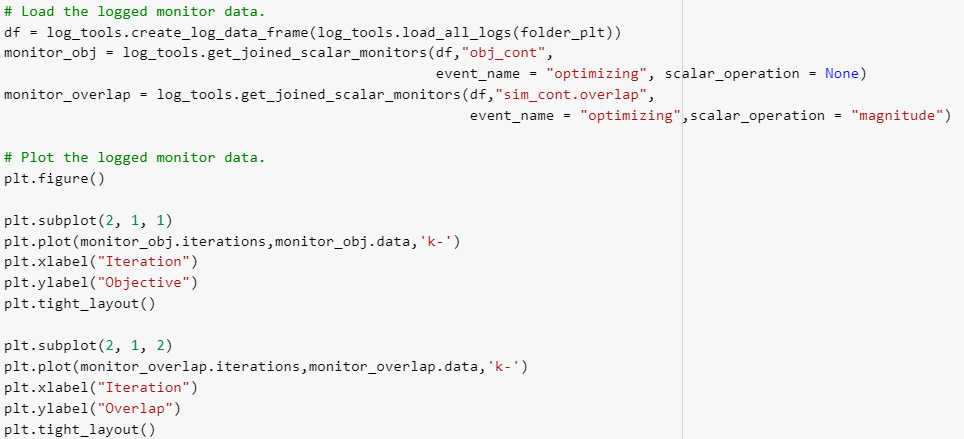 # Load the logged monitor data.
df = log_tools.create_log_data_frame(log_tools.load_all_logs(folder_plt))
monitor_obj = log_tools.get_joined_scalar_monitors(df,"obj_cont",
event_name = "optimizing", scalar_operation = None)
monitor_overlap = log_tools.get_joined_scalar_monitors(df,"sim_cont.overlap",
event_name = "optimizing",scalar_operation = "magnitude")
# Plot the logged monitor data.
plt.figure()
plt.subplot(2, 1, 1)
plt.plot(monitor_obj.iterations,monitor_obj.data,'k-')
plt.xlabel("Iteration")
plt.ylabel("Objective")
plt.tight_layout()
plt.subplot(2, 1, 2)
plt.plot(monitor_overlap.iterations,monitor_overlap.data,'k-')
plt.xlabel("Iteration")
plt.ylabel("Overlap")
plt.tight_layout()